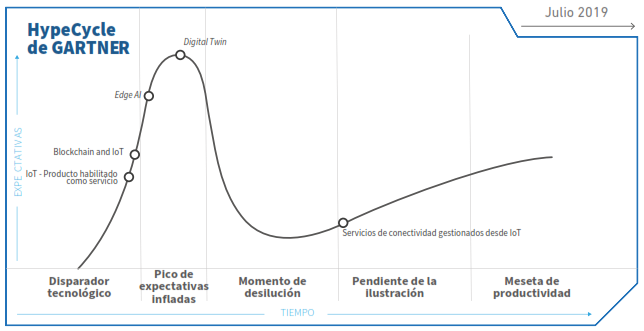 Julio 2019
HypeCycle
de GARTNER
Digital Twin
Edge AI
Blockchain and IoT
IoT - Producto habilitado
como servicio
Servicios de conectividad gestionados desde IoT
EXPECTATIVAS
Disparador
tecnológico
Pico de
expectativas
infladas
Momento de
desilución
Pendiente de la
ilustración
Meseta de
productividad
TIEMPO